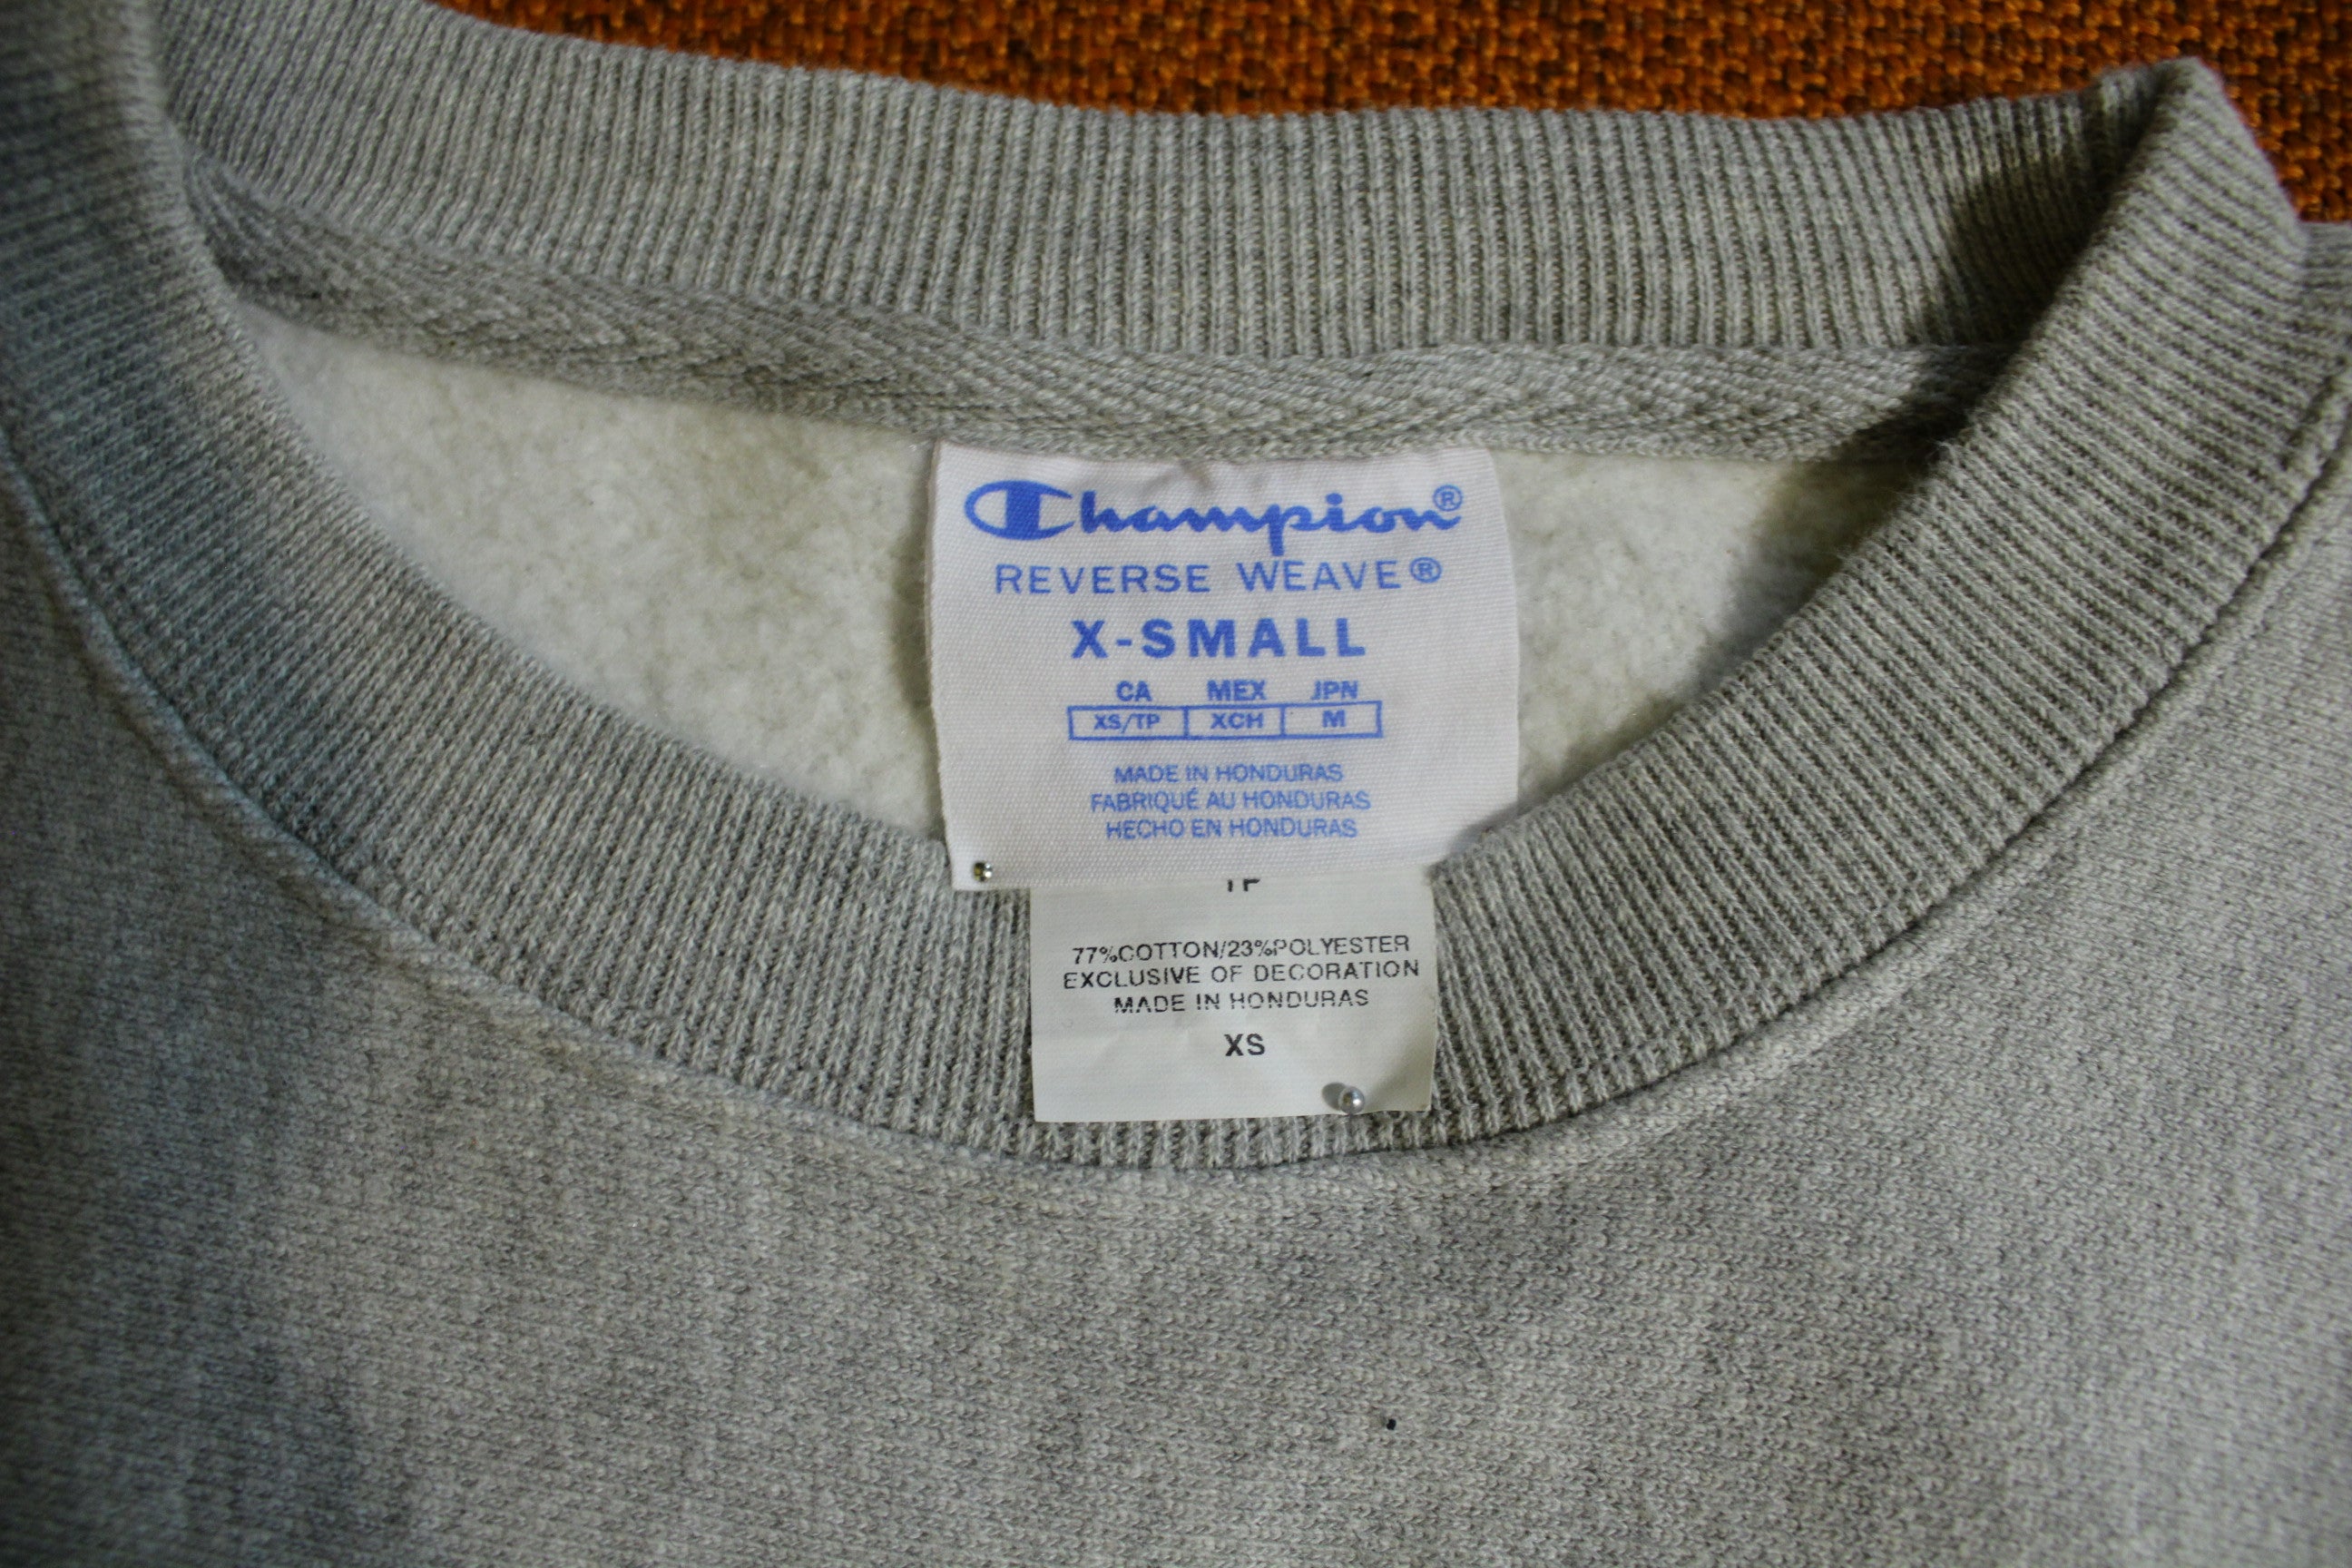 Champion®
REVERSE WEAVE®
X-SMALL
CA MEX JPN
XS/TP XCH M
MADE IN HONDURAS
FABRIQUÉ AU HONDURAS
HECHO EN HONDURAS
77%COTTON/23%POLYESTER
EXCLUSIVE OF DECORATION
MADE IN HONDURAS
XS